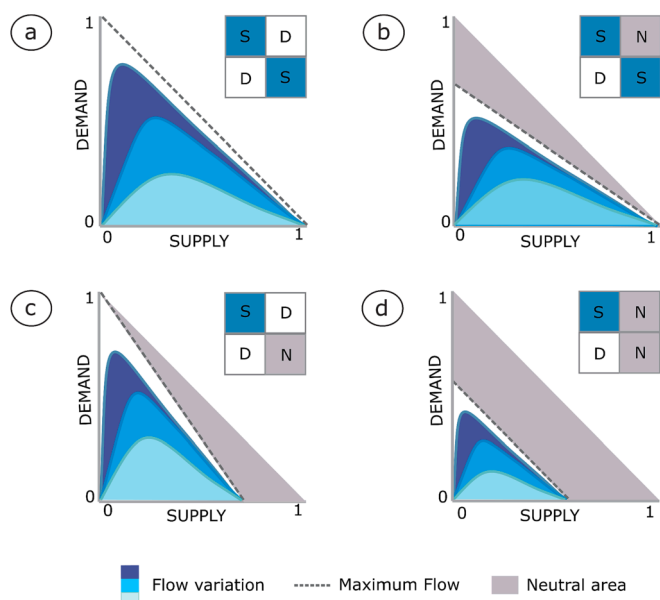 a
1
S D
D S
DEMAND
0
0 1
SUPPLY
b
1
S N
D S
DEMAND
0
0 1
SUPPLY
c
1
S D
D N
DEMAND
0
0 1
SUPPLY
d
1
S N
D N
DEMAND
0
0 1
SUPPLY
Flow variation Maximum Flow Neutral area